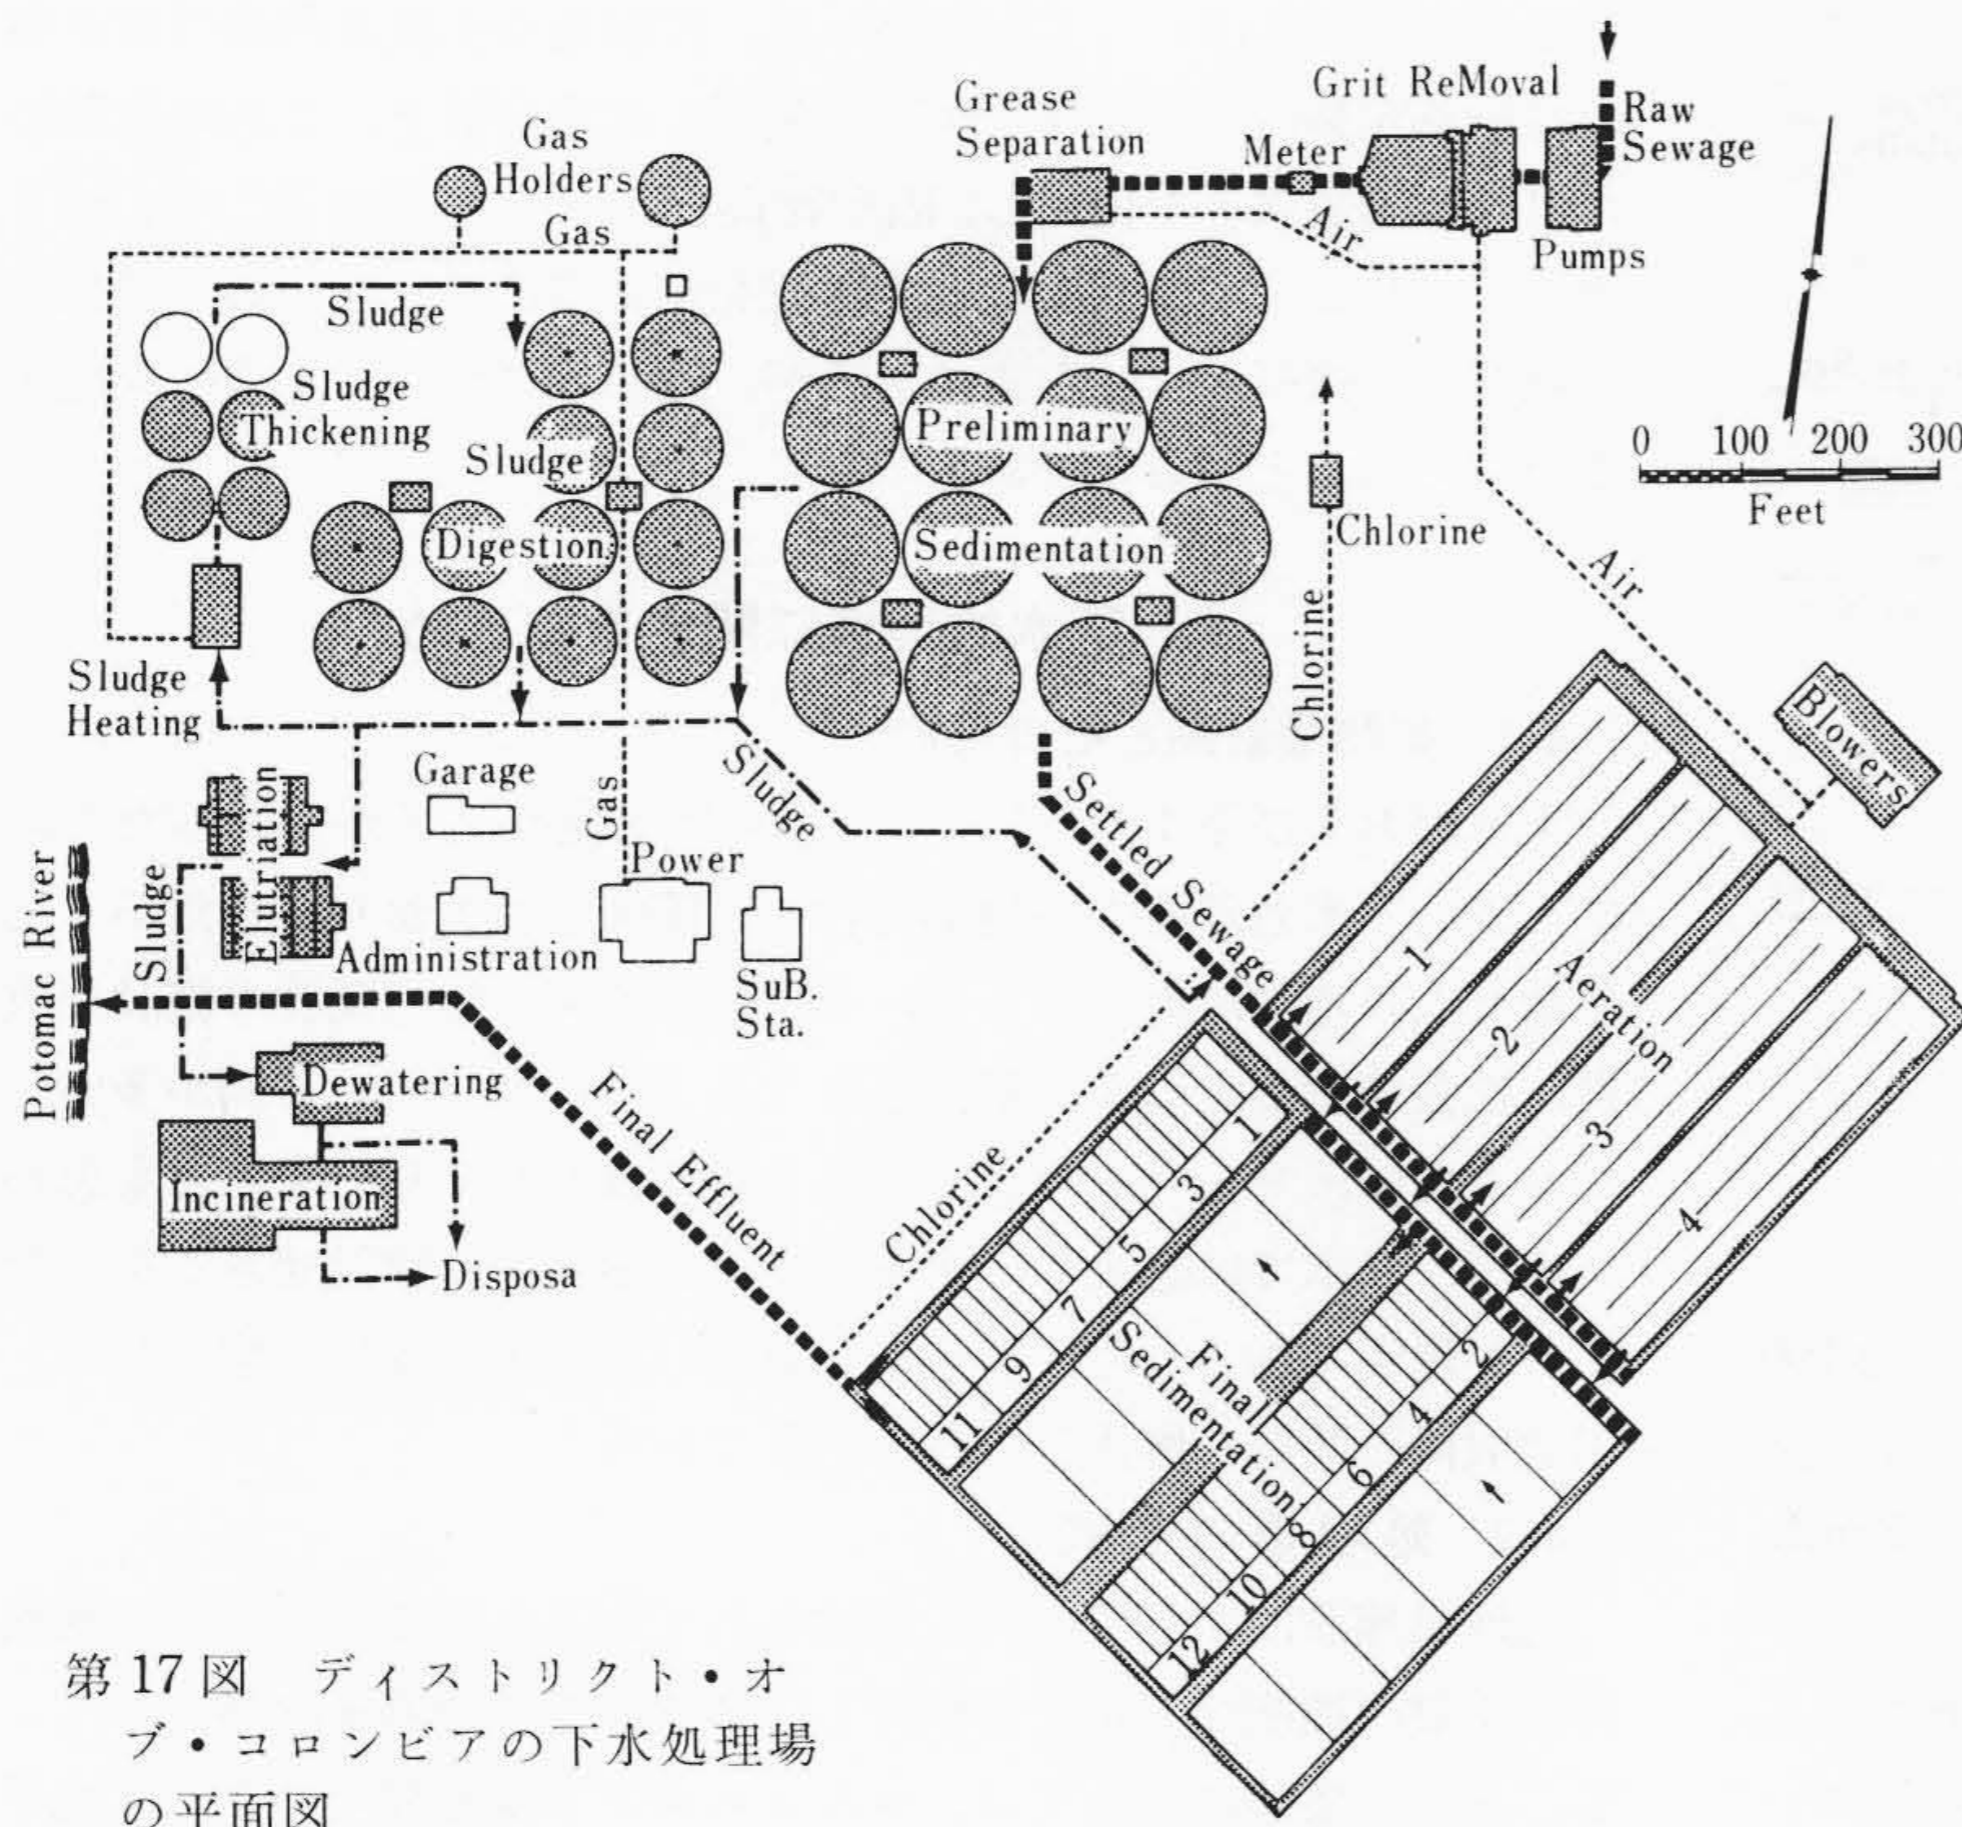 Grit ReMoval
Raw
Sewage
Grease
Separation
Meter
Gas
Holders
Gas
Air
Pumps
Sludge
Sludge
Thickening
Sludge
Digestion
Preliminary
Sedimentation
Chlorine
0 100 200 300
Feet
Air
Chlorine
Sludge
Heating
Blowers
Garage
Sludge
Settled Sewage
Gas
Elutriation
Power
Sludge
Potomac River
Administration
SuB.
Sta.
Aeration
1
2
3
4
Dewatering
Final Effluent
Chlorine
Incineration
Disposa
Final
Sedimentation
1
3
5
7
9
11
2
4
6
8
10
12
第17図 ディストリクト・オ
ブ・コロンビアの下水処理場
の平面図